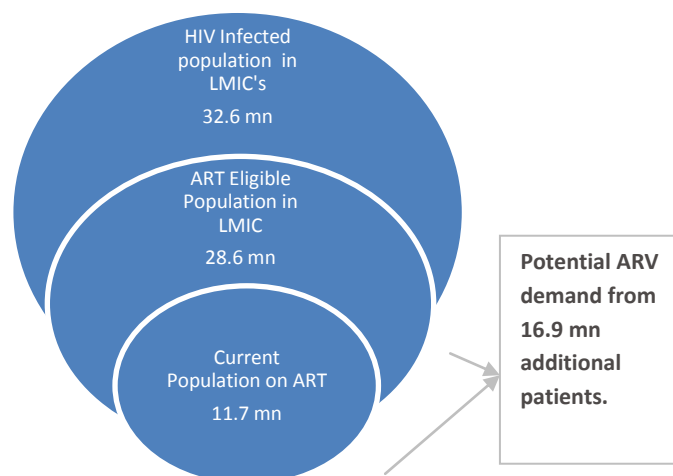 HIV Infected
population in
LMIC's
32.6 mn
ART Eligible
Population in
LMIC
28.6 mn
Current
Population on ART
11.7 mn
Potential ARV
demand from
16.9 mn
additional
patients.